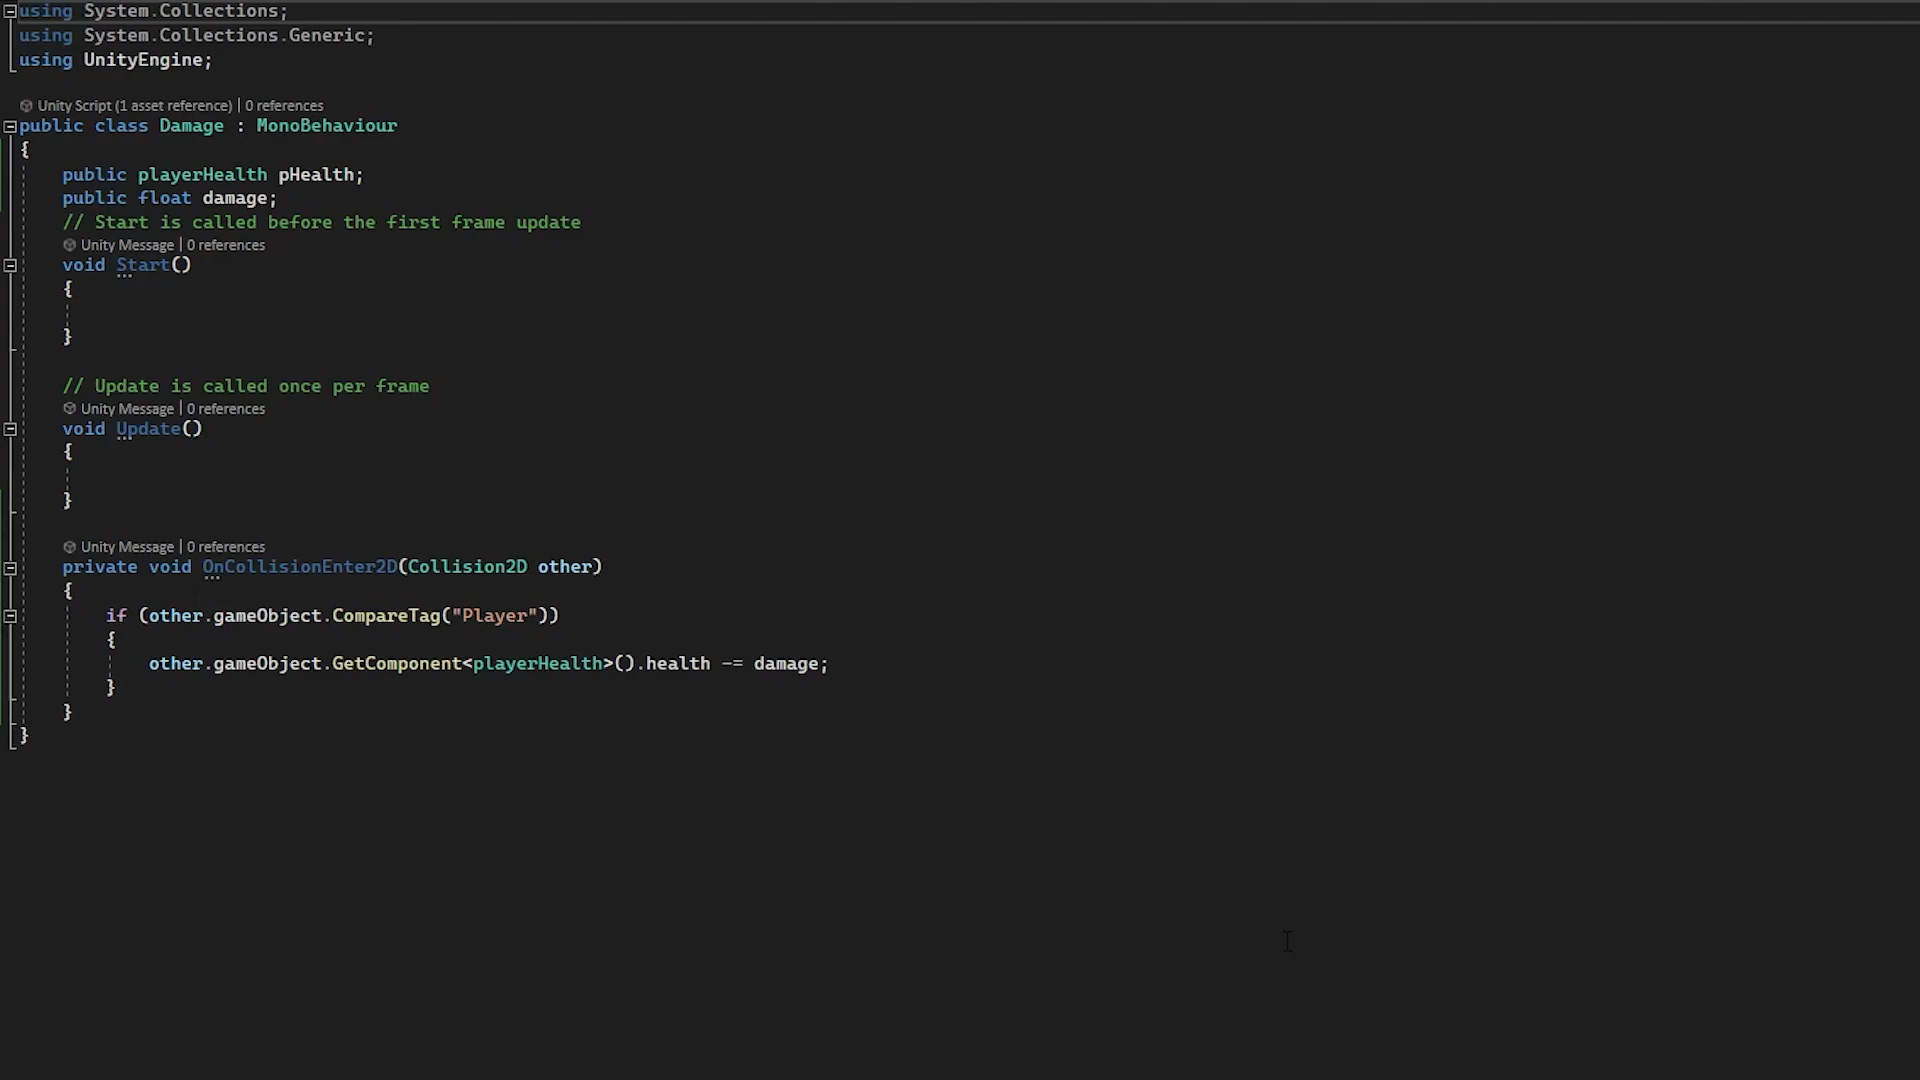 using System.Collections;
using System.Collections.Generic;
using UnityEngine;
Unity Script (1 asset reference) | 0 references
public class Damage : MonoBehaviour
{
public playerHealth pHealth;
public float damage;
// Start is called before the first frame update
Unity Message | 0 references
void Start()
{
}
// Update is called once per frame
Unity Message | 0 references
void Update()
{
}
Unity Message | 0 references
private void OnCollisionEnter2D(Collision2D other)
{
if (other.gameObject.CompareTag("Player"))
{
other.gameObject.GetComponent<playerHealth>().health -= damage;
}
}
}